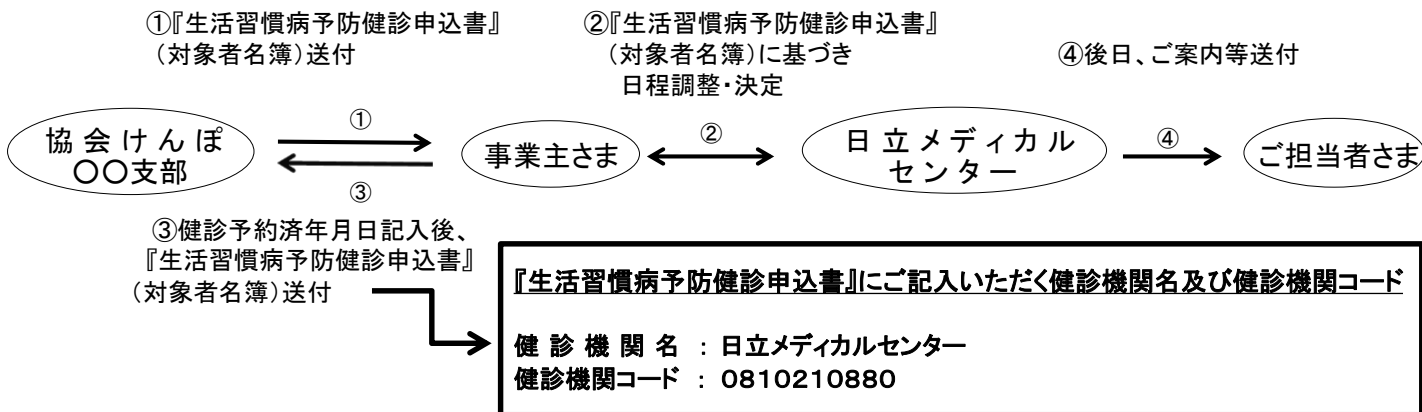 ①『生活習慣病予防健診申込書』
（対象者名簿）送付
②『生活習慣病予防健診申込書』
（対象者名簿）に基づき
日程調整・決定
④後日、ご案内等送付
協会けんぽ
〇〇支部
①
③
事業主さま
②
日立メディカル
センター
④
ご担当者さま
③健診予約済年月日記入後、
『生活習慣病予防健診申込書』
（対象者名簿）送付
『生活習慣病予防健診申込書』にご記入いただく健診機関名及び健診機関コード
健診機関名 ： 日立メディカルセンター
健診機関コード ： ０８１０２１０８８０